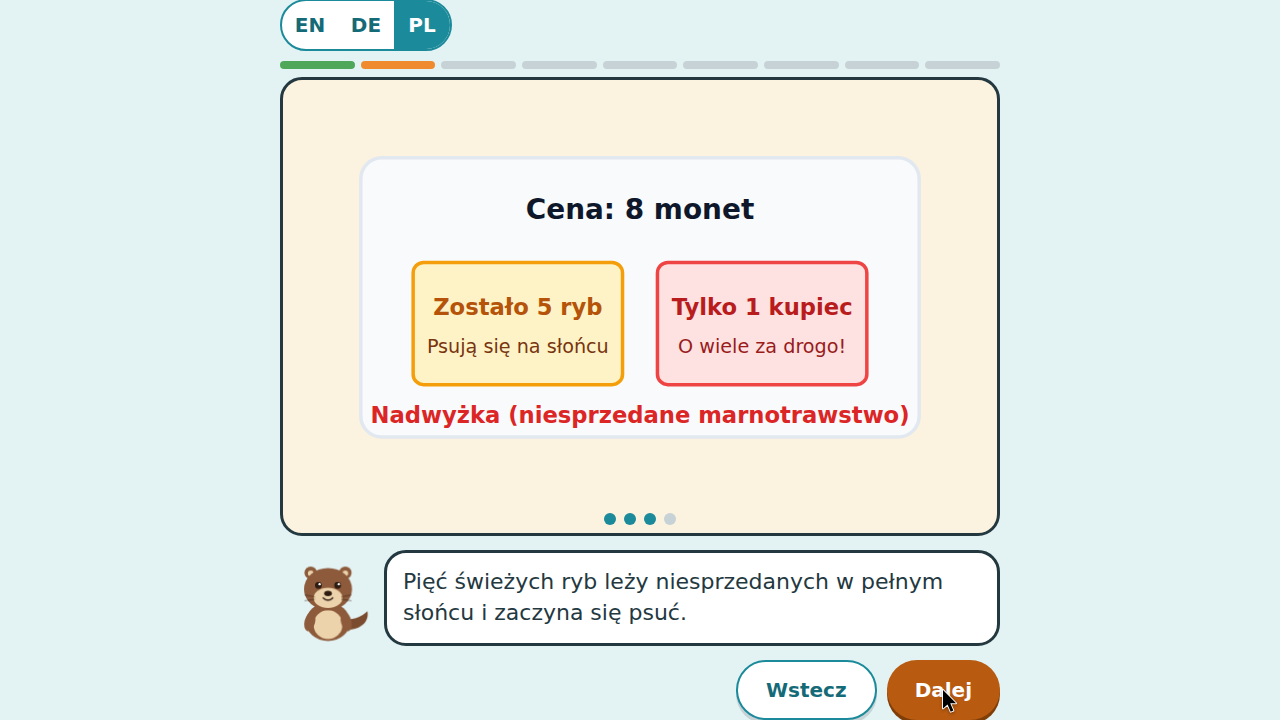 EN DE PL
Cena: 8 monet
Zostało 5 ryb
Psują się na słońcu
Tylko 1 kupiec
O wiele za drogo!
Nadwyżka (niesprzedane marnotrawstwo)
Pięć świeżych ryb leży niesprzedanych w pełnym
słońcu i zaczyna się psuć.
Wstecz
Dalej